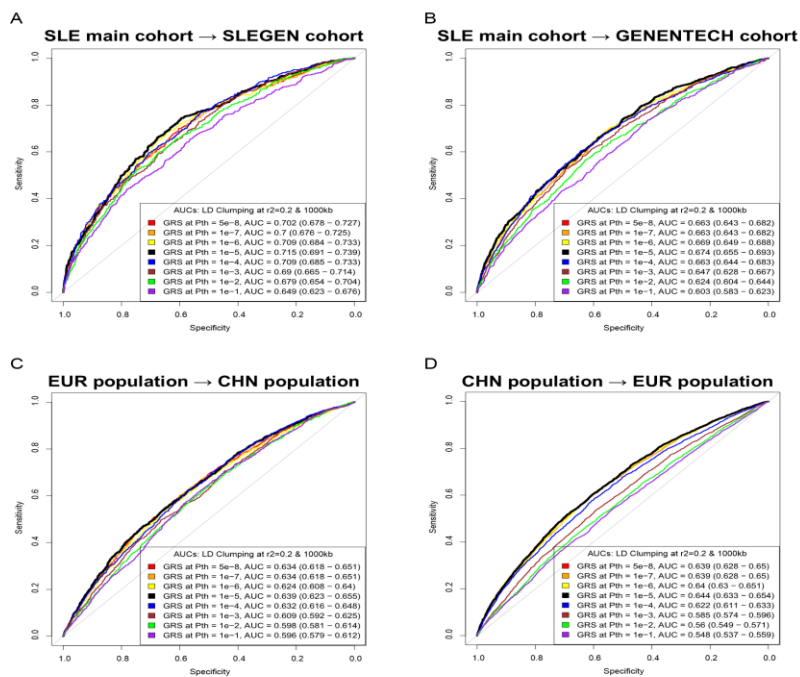 A
SLE main cohort → SLEGEN cohort
1.0
0.8
0.6
0.4
0.2
0.0
Sensitivity
AUCs: LD Clumping at r2=0.2 & 1000kb
GRS at Pth = 5e-8, AUC = 0.702 (0.678 − 0.727)
GRS at Pth = 1e-7, AUC = 0.7 (0.676 − 0.725)
GRS at Pth = 1e-6, AUC = 0.709 (0.684 − 0.733)
GRS at Pth = 1e-5, AUC = 0.715 (0.691 − 0.739)
GRS at Pth = 1e-4, AUC = 0.709 (0.685 − 0.733)
GRS at Pth = 1e-3, AUC = 0.69 (0.665 − 0.714)
GRS at Pth = 1e-2, AUC = 0.679 (0.654 − 0.704)
GRS at Pth = 1e-1, AUC = 0.649 (0.623 − 0.676)
1.0 0.8 0.6 0.4 0.2 0.0
Specificity
B
SLE main cohort → GENENTECH cohort
1.0
0.8
0.6
0.4
0.2
0.0
Sensitivity
AUCs: LD Clumping at r2=0.2 & 1000kb
GRS at Pth = 5e-8, AUC = 0.663 (0.643 − 0.682)
GRS at Pth = 1e-7, AUC = 0.663 (0.643 − 0.682)
GRS at Pth = 1e-6, AUC = 0.669 (0.649 − 0.688)
GRS at Pth = 1e-5, AUC = 0.674 (0.655 − 0.693)
GRS at Pth = 1e-4, AUC = 0.663 (0.644 − 0.683)
GRS at Pth = 1e-3, AUC = 0.647 (0.628 − 0.667)
GRS at Pth = 1e-2, AUC = 0.624 (0.604 − 0.644)
GRS at Pth = 1e-1, AUC = 0.603 (0.583 − 0.623)
1.0 0.8 0.6 0.4 0.2 0.0
Specificity
C
EUR population → CHN population
1.0
0.8
0.6
0.4
0.2
0.0
Sensitivity
AUCs: LD Clumping at r2=0.2 & 1000kb
GRS at Pth = 5e-8, AUC = 0.634 (0.618 − 0.651)
GRS at Pth = 1e-7, AUC = 0.634 (0.618 − 0.651)
GRS at Pth = 1e-6, AUC = 0.624 (0.608 − 0.64)
GRS at Pth = 1e-5, AUC = 0.639 (0.623 − 0.655)
GRS at Pth = 1e-4, AUC = 0.632 (0.616 − 0.648)
GRS at Pth = 1e-3, AUC = 0.609 (0.592 − 0.625)
GRS at Pth = 1e-2, AUC = 0.598 (0.581 − 0.614)
GRS at Pth = 1e-1, AUC = 0.596 (0.579 − 0.612)
1.0 0.8 0.6 0.4 0.2 0.0
Specificity
D
CHN population → EUR population
1.0
0.8
0.6
0.4
0.2
0.0
Sensitivity
AUCs: LD Clumping at r2=0.2 & 1000kb
GRS at Pth = 5e-8, AUC = 0.639 (0.628 − 0.65)
GRS at Pth = 1e-7, AUC = 0.639 (0.628 − 0.65)
GRS at Pth = 1e-6, AUC = 0.64 (0.63 − 0.651)
GRS at Pth = 1e-5, AUC = 0.644 (0.633 − 0.654)
GRS at Pth = 1e-4, AUC = 0.622 (0.611 − 0.633)
GRS at Pth = 1e-3, AUC = 0.585 (0.574 − 0.596)
GRS at Pth = 1e-2, AUC = 0.56 (0.549 − 0.571)
GRS at Pth = 1e-1, AUC = 0.548 (0.537 − 0.559)
1.0 0.8 0.6 0.4 0.2 0.0
Specificity